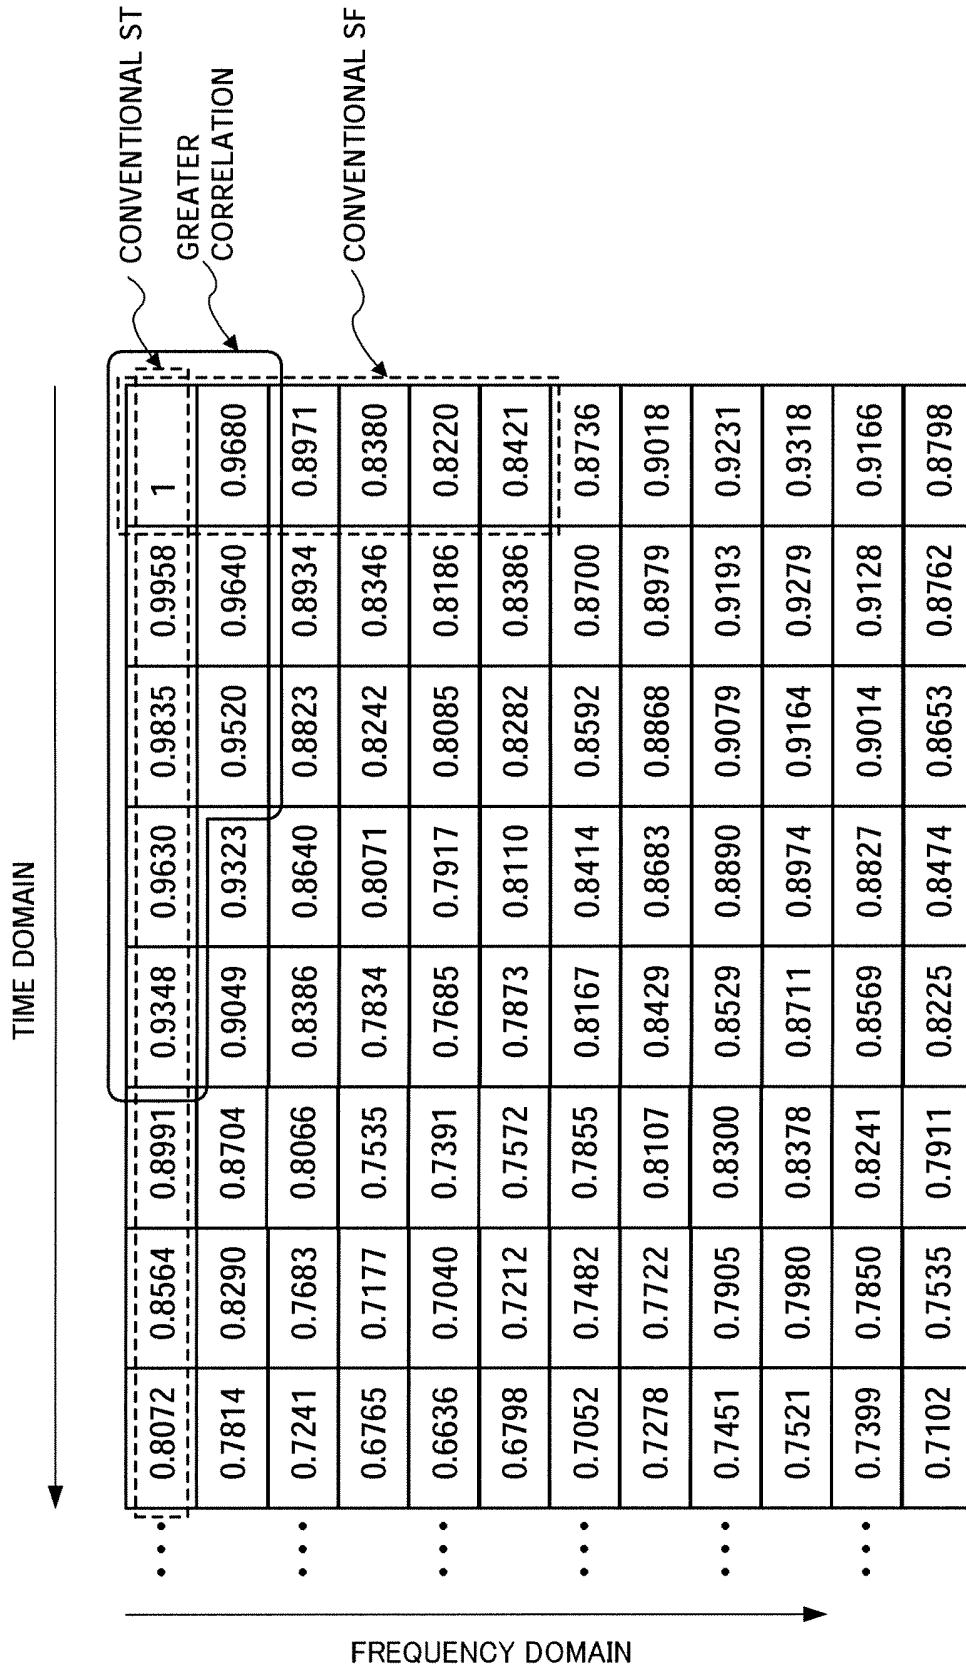 TIME DOMAIN
CONVENTIONAL ST
GREATER
CORRELATION
CONVENTIONAL SF
FREQUENCY DOMAIN
••• 0.8072 0.8564 0.8991 0.9348 0.9630 0.9835 0.9958 1
0.7814 0.8290 0.8704 0.9049 0.9323 0.9520 0.9640 0.9680
••• 0.7241 0.7683 0.8066 0.8386 0.8640 0.8823 0.8934 0.8971
0.6765 0.7177 0.7535 0.7834 0.8071 0.8242 0.8346 0.8380
••• 0.6636 0.7040 0.7391 0.7685 0.7917 0.8085 0.8186 0.8220
0.6798 0.7212 0.7572 0.7873 0.8110 0.8282 0.8386 0.8421
••• 0.7052 0.7482 0.7855 0.8167 0.8414 0.8592 0.8700 0.8736
0.7278 0.7722 0.8107 0.8429 0.8683 0.8868 0.8979 0.9018
••• 0.7451 0.7905 0.8300 0.8529 0.8890 0.9079 0.9193 0.9231
0.7521 0.7980 0.8378 0.8711 0.8974 0.9164 0.9279 0.9318
••• 0.7399 0.7850 0.8241 0.8569 0.8827 0.9014 0.9128 0.9166
0.7102 0.7535 0.7911 0.8225 0.8474 0.8653 0.8762 0.8798